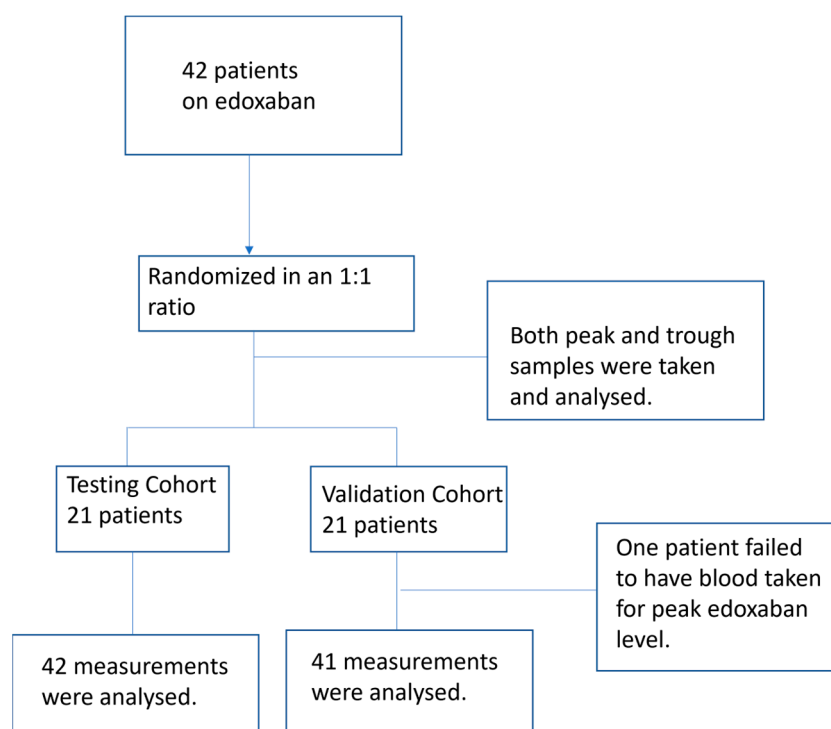 42 patients
on edoxaban
Randomized in an 1:1
ratio
Both peak and trough
samples were taken
and analysed.
Testing Cohort
21 patients
Validation Cohort
21 patients
One patient failed
to have blood taken
for peak edoxaban
level.
42 measurements
were analysed.
41 measurements
were analysed.